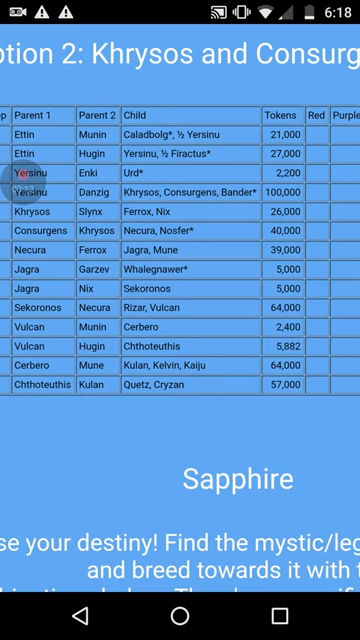 6:18
tion 2: Khrysos and Consurg
p Parent 1 Parent 2 Child Tokens Red Purple
Ettin Munin Caladbolg*, ½ Yersinu 21,000
Ettin Hugin Yersinu, ½ Firactus* 27,000
Yersinu Enki Urd* 2,200
Yersinu Danzig Khrysos, Consurgens, Bander* 100,000
Khrysos Slynx Ferrox, Nix 26,000
Consurgens Khrysos Necura, Nosfer* 40,000
Necura Ferrox Jagra, Mune 39,000
Jagra Garzev Whalegnawer* 5,000
Jagra Nix Sekoronos 5,000
Sekoronos Necura Rizar, Vulcan 64,000
Vulcan Munin Cerbero 2,400
Vulcan Hugin Chthoteuthis 5,882
Cerbero Mune Kulan, Kelvin, Kaiju 64,000
Chthoteuthis Kulan Quetz, Cryzan 57,000
Sapphire
se your destiny! Find the mystic/leg
and breed towards it with t